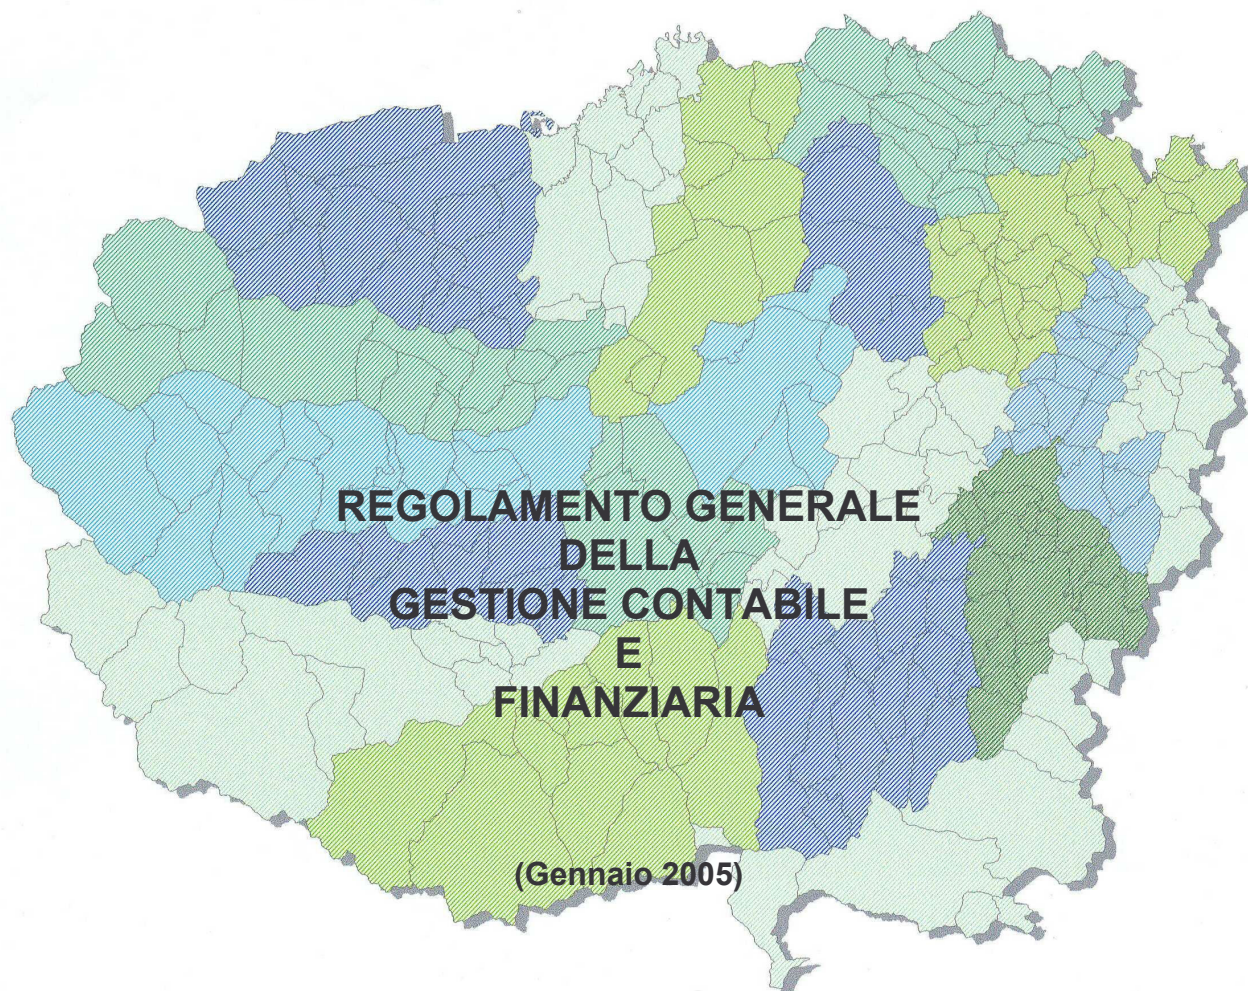 REGOLAMENTO GENERALE
DELLA
GESTIONE CONTABILE
E
FINANZIARIA
(Gennaio 2005)